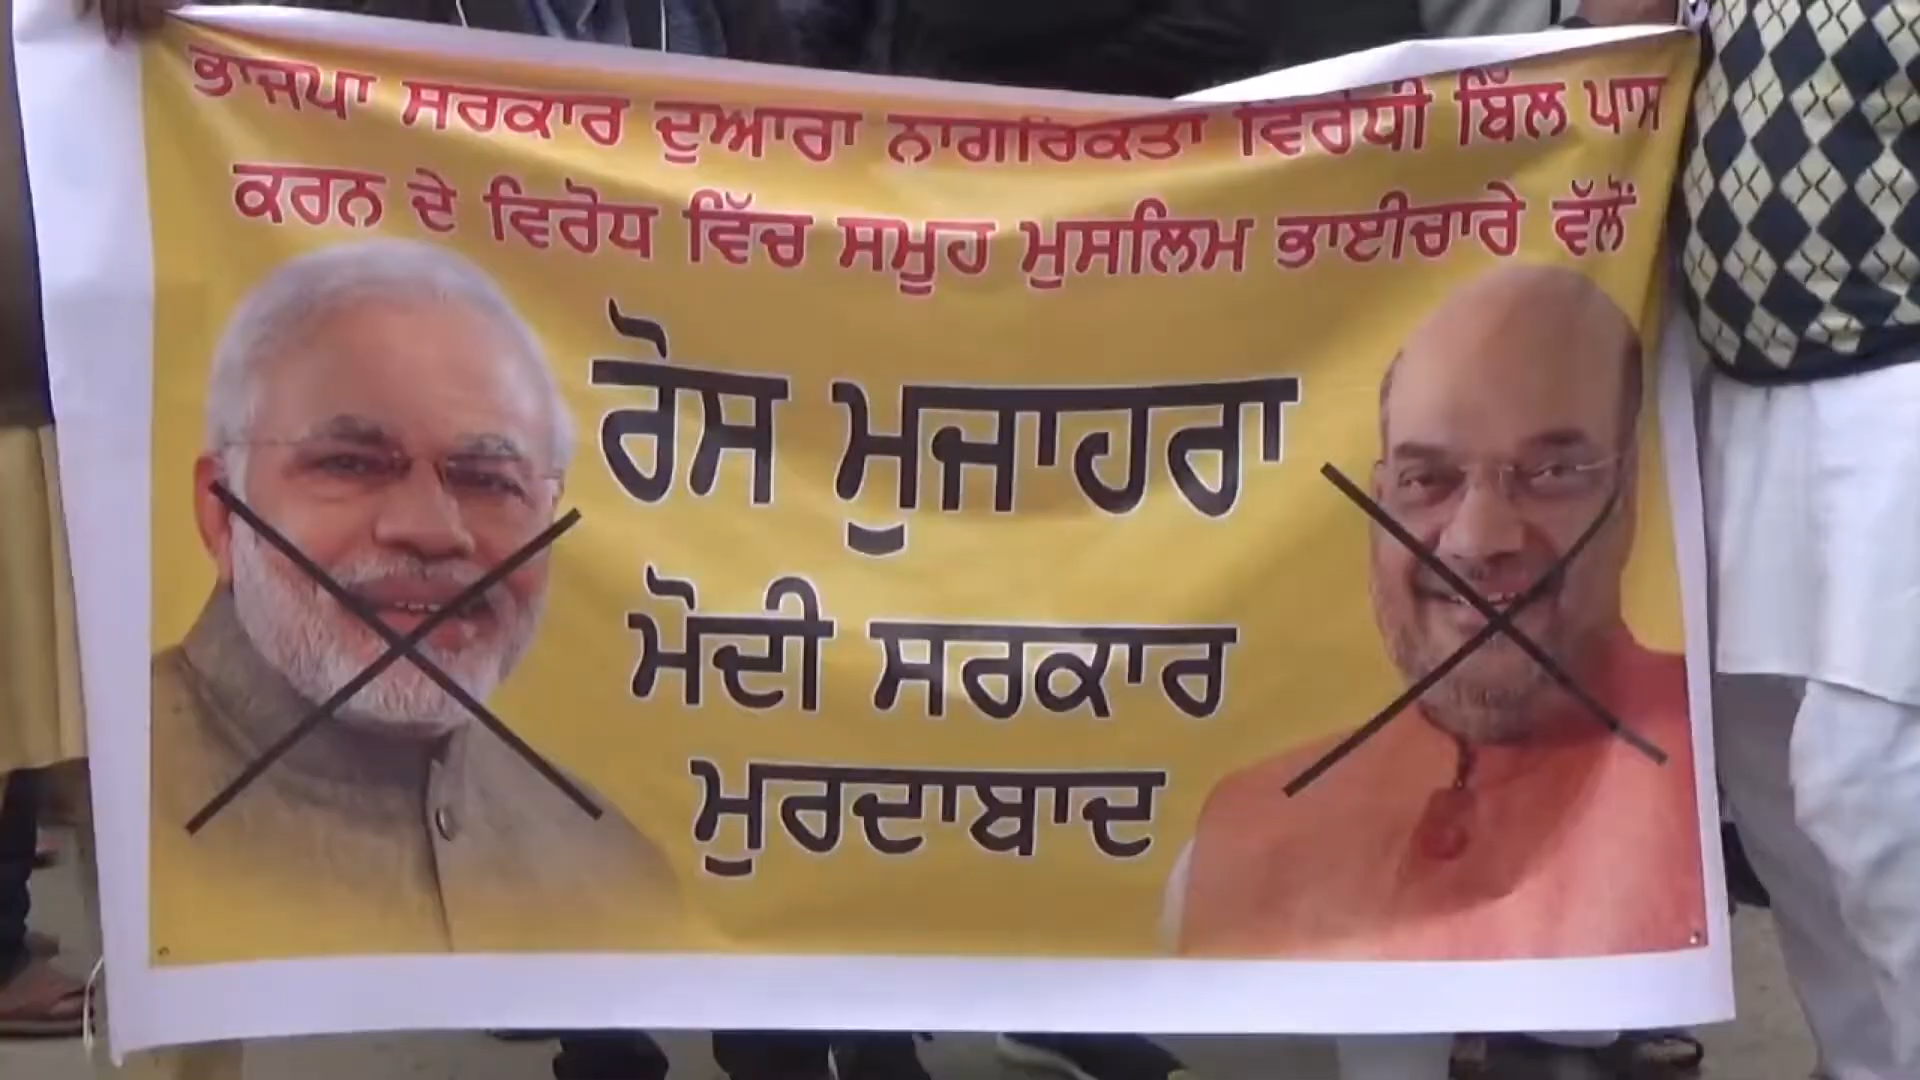 ਭਾਜਪਾ ਸਰਕਾਰ ਦੁਆਰਾ ਨਾਗਰਿਕਤਾ ਵਿਰੋਧੀ ਬਿੱਲ ਪਾਸ
ਕਰਨ ਦੇ ਵਿਰੋਧ ਵਿੱਚ ਸਮੂਹ ਮੁਸਲਿਮ ਭਾਈਚਾਰੇ ਵੱਲੋਂ
ਰੋਸ ਮੁਜਾਹਰਾ
ਮੋਦੀ ਸਰਕਾਰ
ਮੁਰਦਾਬਾਦ